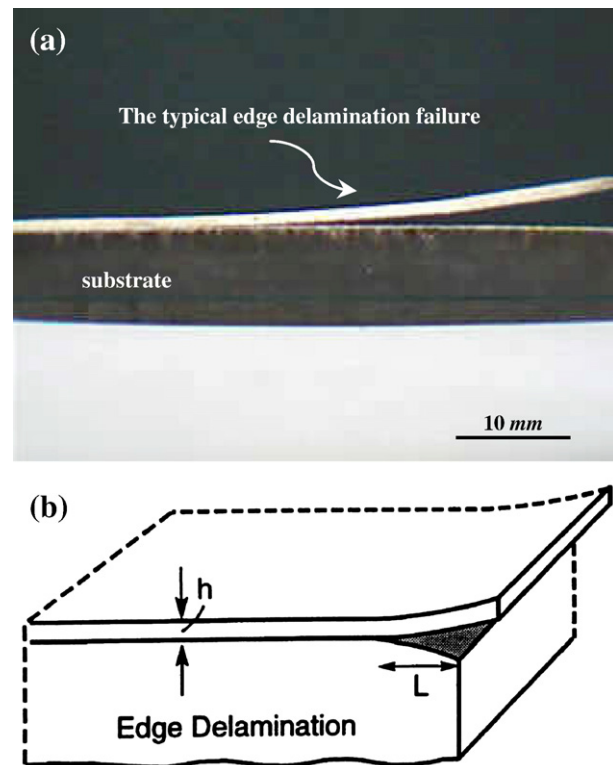 (a)
The typical edge delamination failure
substrate
10 mm
(b)
h
L
Edge Delamination